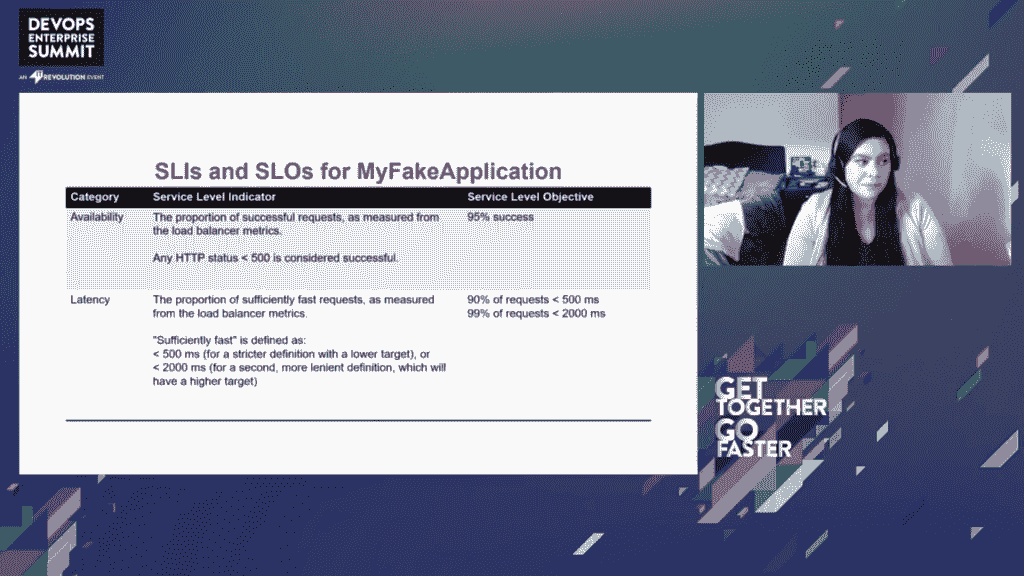 DEVOPS
ENTERPRISE
SUMMIT
AN IT REVOLUTION EVENT
SLIs and SLOs for MyFakeApplication
Category Service Level Indicator Service Level Objective
Availability The proportion of successful requests, as measured from 95% success
the load balancer metrics.
Any HTTP status < 500 is considered successful.
Latency The proportion of sufficiently fast requests, as measured 90% of requests < 500 ms
from the load balancer metrics. 99% of requests < 2000 ms
"Sufficiently fast" is defined as:
< 500 ms (for a stricter definition with a lower target), or
< 2000 ms (for a second, more lenient definition, which will
have a higher target)
GET
TOGETHER
GO
FASTER